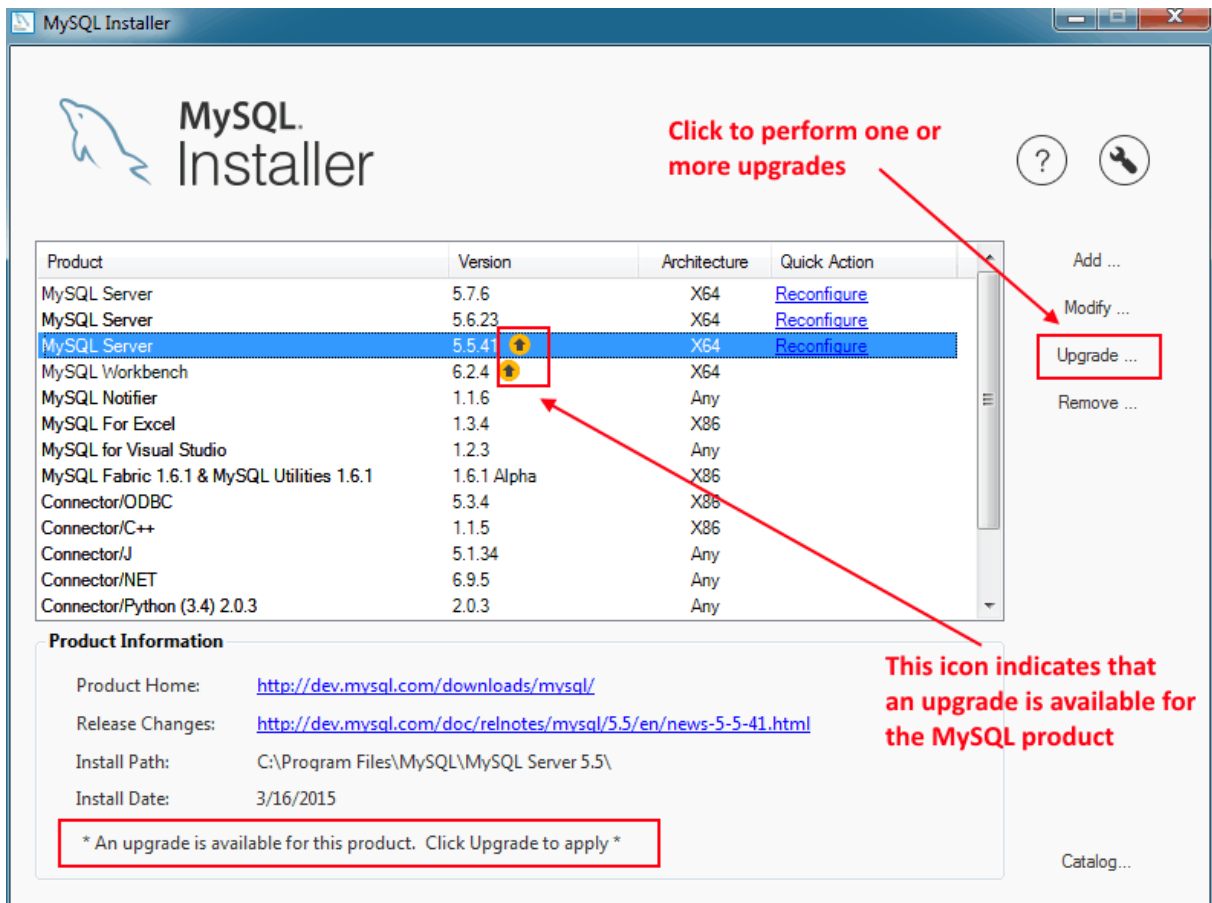 MySQL Installer
MySQL.
Installer
Click to perform one or
more upgrades
?
Product Version Architecture Quick Action
MySQL Server 5.7.6 X64 Reconfigure
MySQL Server 5.6.23 X64 Reconfigure
MySQL Server 5.5.41 X64 Reconfigure
MySQL Workbench 6.2.4 X64
MySQL Notifier 1.1.6 Any
MySQL For Excel 1.3.4 X86
MySQL for Visual Studio 1.2.3 Any
MySQL Fabric 1.6.1 & MySQL Utilities 1.6.1 1.6.1 Alpha X86
Connector/ODBC 5.3.4 X86
Connector/C++ 1.1.5 X86
Connector/J 5.1.34 Any
Connector/NET 6.9.5 Any
Connector/Python (3.4) 2.0.3 2.0.3 Any
Add ...
Modify ...
Upgrade ...
Remove ...
Product Information
Product Home: http://dev.mysql.com/downloads/mysql/
Release Changes: http://dev.mysql.com/doc/relnotes/mysql/5.5/en/news-5-5-41.html
Install Path: C:\Program Files\MySQL\MySQL Server 5.5\
Install Date: 3/16/2015
* An upgrade is available for this product. Click Upgrade to apply *
This icon indicates that
an upgrade is available for
the MySQL product
Catalog...